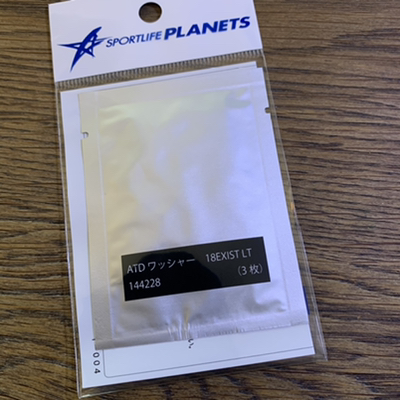 SPORTLIFE PLANETS
ATD ワッシャー 18EXIST LT
144228 (3枚)
004